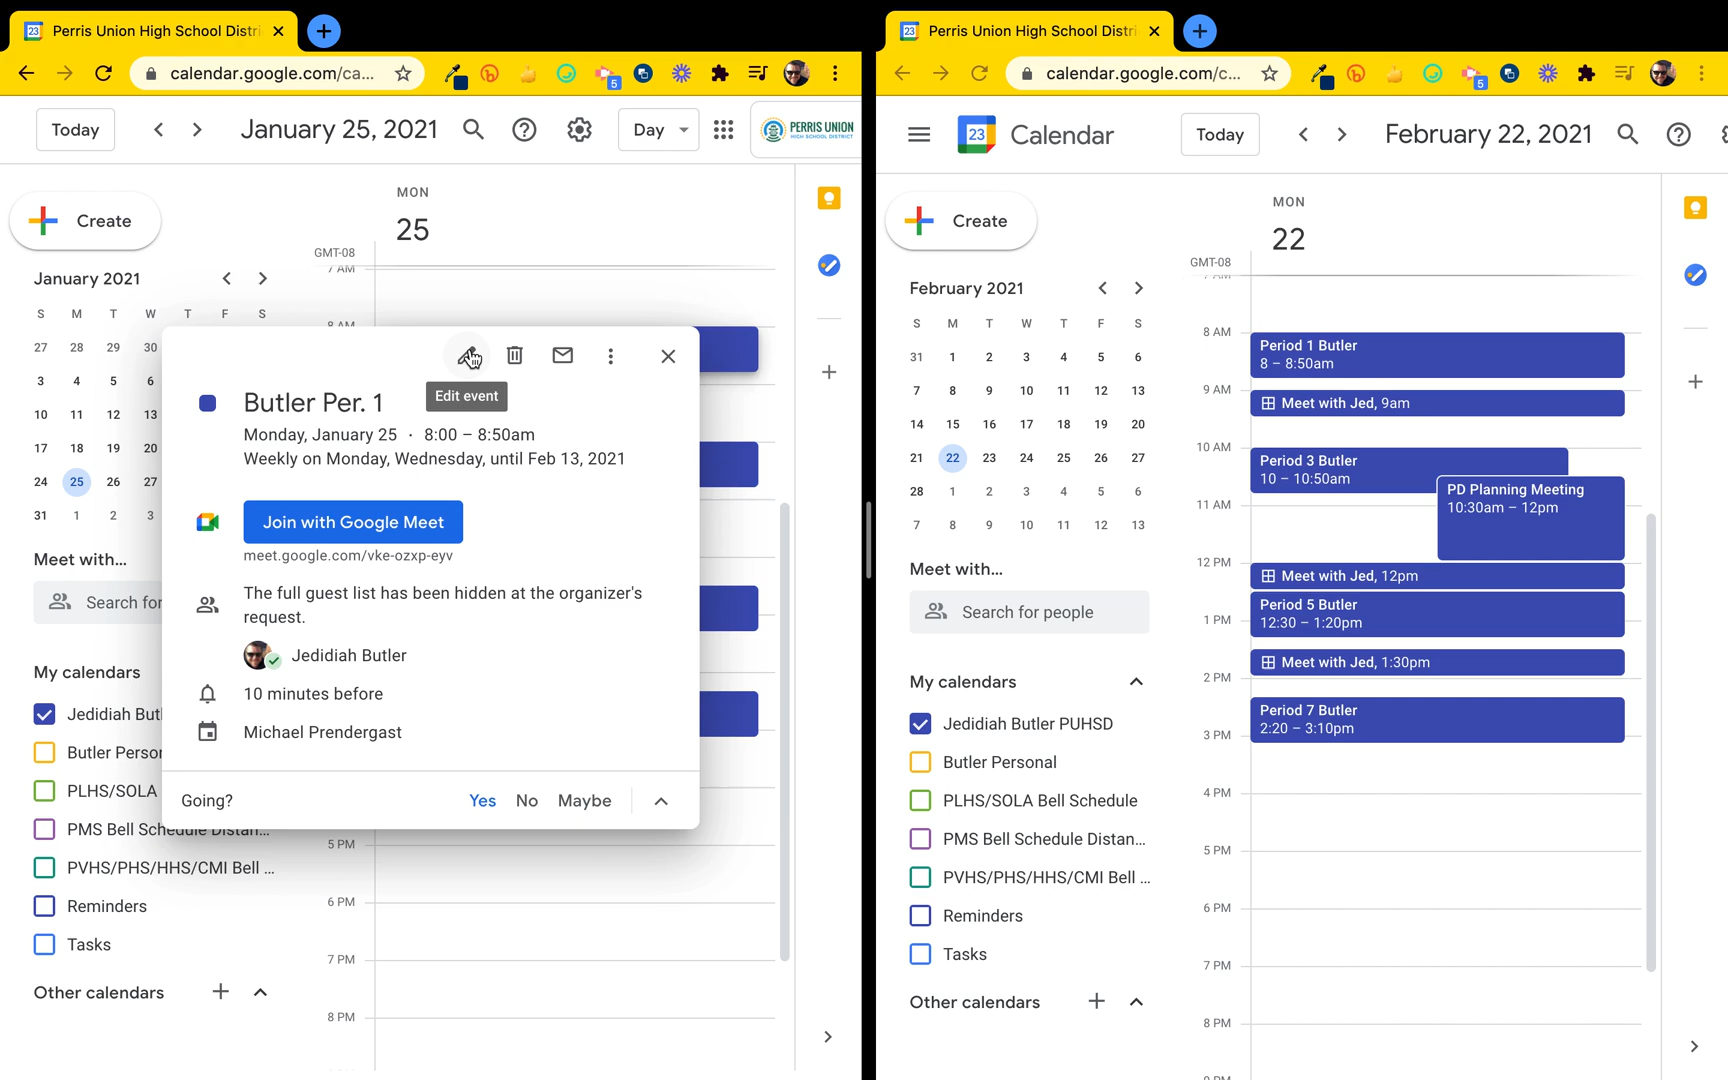 Perris Union High School Distri
calendar.google.com/ca...
5
Today
January 25, 2021
Day
PERRIS UNION
HIGH SCHOOL DISTRICT
Create
MON
25
GMT-08
7 AM
8 AM
January 2021
S M T W T F S
27 28 29 30
3 4 5 6
10 11 12 13
17 18 19 20
24 25 26 27
31 1 2 3
Meet with...
Search for
My calendars
Jedidiah Butl
Butler Person
PLHS/SOLA
PMS Bell Schedule Distan...
PVHS/PHS/HHS/CMI Bell ...
Reminders
Tasks
Other calendars
Edit event
Butler Per. 1
Monday, January 25 · 8:00 – 8:50am
Weekly on Monday, Wednesday, until Feb 13, 2021
Join with Google Meet
meet.google.com/vke-ozxp-eyv
The full guest list has been hidden at the organizer's
request.
Jedidiah Butler
10 minutes before
Michael Prendergast
Going?
Yes No Maybe
5 PM
6 PM
7 PM
8 PM
Perris Union High School Distri
calendar.google.com/c...
5
23
Calendar
Today
February 22, 2021
Create
MON
22
GMT-08
7 AM
February 2021
S M T W T F S
31 1 2 3 4 5 6
7 8 9 10 11 12 13
14 15 16 17 18 19 20
21 22 23 24 25 26 27
28 1 2 3 4 5 6
7 8 9 10 11 12 13
Meet with...
Search for people
My calendars
Jedidiah Butler PUHSD
Butler Personal
PLHS/SOLA Bell Schedule
PMS Bell Schedule Distan...
PVHS/PHS/HHS/CMI Bell ...
Reminders
Tasks
Other calendars
8 AM
Period 1 Butler
8 – 8:50am
9 AM
Meet with Jed, 9am
10 AM
Period 3 Butler
10 – 10:50am
PD Planning Meeting
10:30am – 12pm
11 AM
12 PM
Meet with Jed, 12pm
Period 5 Butler
12:30 – 1:20pm
1 PM
Meet with Jed, 1:30pm
2 PM
Period 7 Butler
2:20 – 3:10pm
3 PM
4 PM
5 PM
6 PM
7 PM
8 PM
9 PM